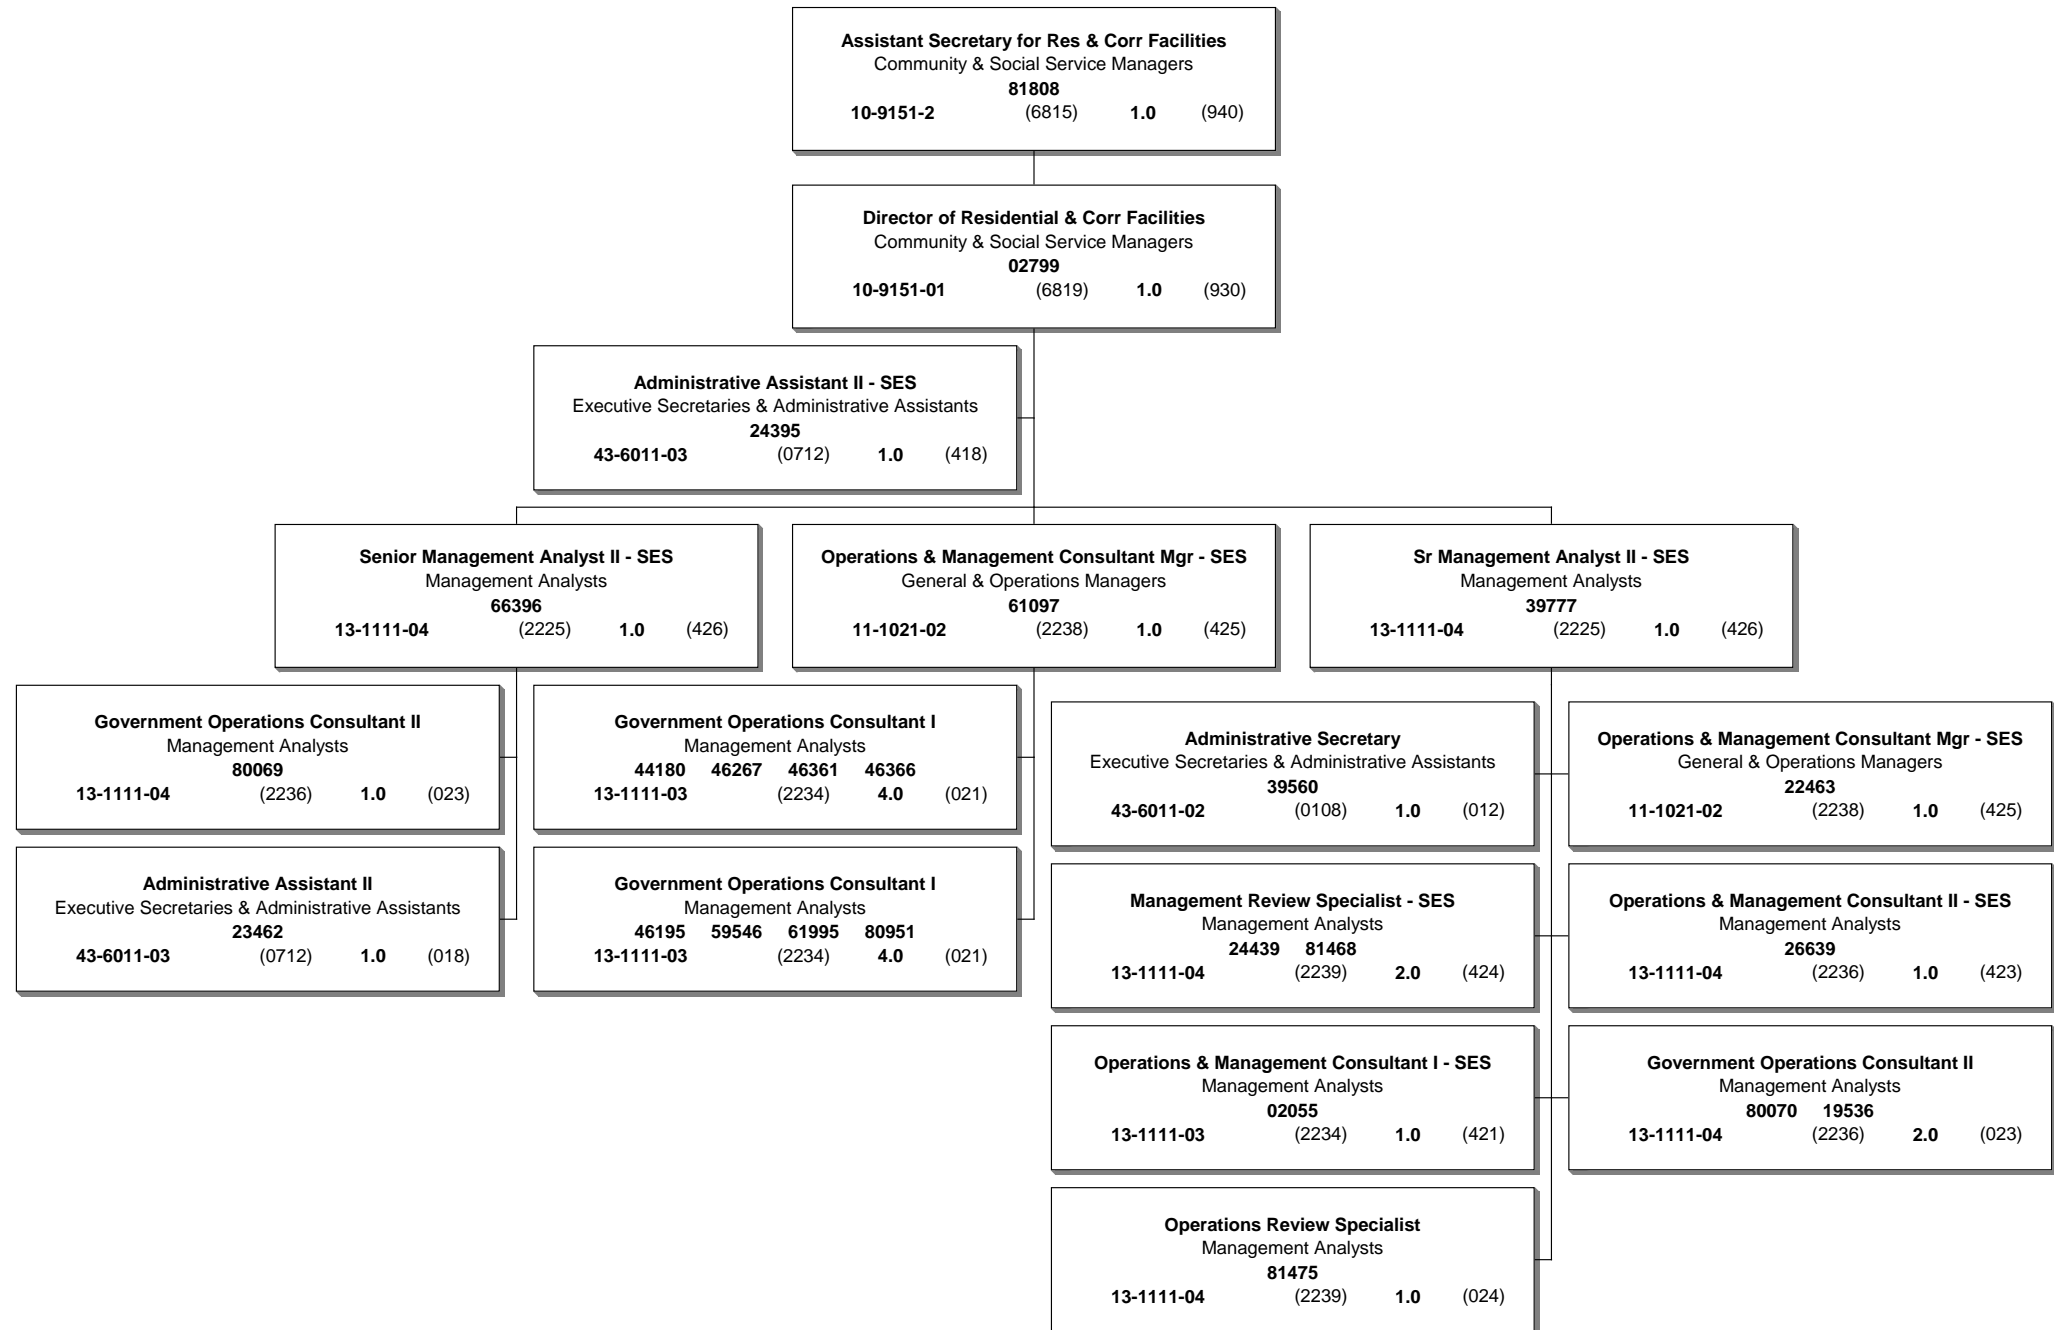 Assistant Secretary for Res & Corr Facilities
Community & Social Service Managers
81808
10-9151-2 (6815) 1.0 (940)
Director of Residential & Corr Facilities
Community & Social Service Managers
02799
10-9151-01 (6819) 1.0 (930)
Administrative Assistant II - SES
Executive Secretaries & Administrative Assistants
24395
43-6011-03 (0712) 1.0 (418)
Senior Management Analyst II - SES
Management Analysts
66396
13-1111-04 (2225) 1.0 (426)
Operations & Management Consultant Mgr - SES
General & Operations Managers
61097
11-1021-02 (2238) 1.0 (425)
Sr Management Analyst II - SES
Management Analysts
39777
13-1111-04 (2225) 1.0 (426)
Government Operations Consultant II
Management Analysts
80069
13-1111-04 (2236) 1.0 (023)
Administrative Assistant II
Executive Secretaries & Administrative Assistants
23462
43-6011-03 (0712) 1.0 (018)
Government Operations Consultant I
Management Analysts
44180 46267 46361 46366
13-1111-03 (2234) 4.0 (021)
Government Operations Consultant I
Management Analysts
46195 59546 61995 80951
13-1111-03 (2234) 4.0 (021)
Administrative Secretary
Executive Secretaries & Administrative Assistants
39560
43-6011-02 (0108) 1.0 (012)
Operations & Management Consultant Mgr - SES
General & Operations Managers
22463
11-1021-02 (2238) 1.0 (425)
Management Review Specialist - SES
Management Analysts
24439 81468
13-1111-04 (2239) 2.0 (424)
Operations & Management Consultant II - SES
Management Analysts
26639
13-1111-04 (2236) 1.0 (423)
Operations & Management Consultant I - SES
Management Analysts
02055
13-1111-03 (2234) 1.0 (421)
Government Operations Consultant II
Management Analysts
80070 19536
13-1111-04 (2236) 2.0 (023)
Operations Review Specialist
Management Analysts
81475
13-1111-04 (2239) 1.0 (024)